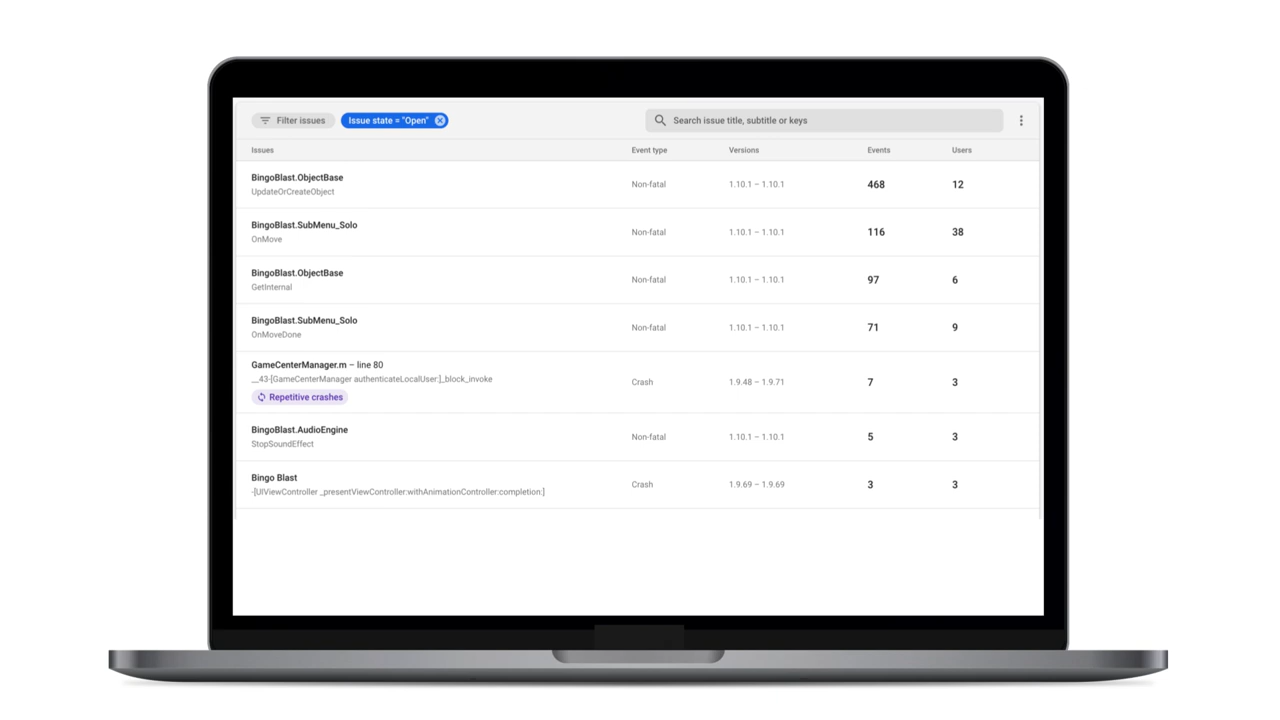 Filter issues Issue state = "Open" Search issue title, subtitle or keys
Issues Event type Versions Events Users
BingoBlast.ObjectBase
UpdateOrCreateObject Non-fatal 1.10.1 – 1.10.1 468 12
BingoBlast.SubMenu_Solo
OnMove Non-fatal 1.10.1 – 1.10.1 116 38
BingoBlast.ObjectBase
GetInternal Non-fatal 1.10.1 – 1.10.1 97 6
BingoBlast.SubMenu_Solo
OnMoveDone Non-fatal 1.10.1 – 1.10.1 71 9
GameCenterManager.m – line 80
__43-[GameCenterManager authenticateLocalUser:]_block_invoke Crash 1.9.48 – 1.9.71 7 3
Repetitive crashes
BingoBlast.AudioEngine
StopSoundEffect Non-fatal 1.10.1 – 1.10.1 5 3
Bingo Blast
-[UIViewController _presentViewController:withAnimationController:completion:] Crash 1.9.69 – 1.9.69 3 3